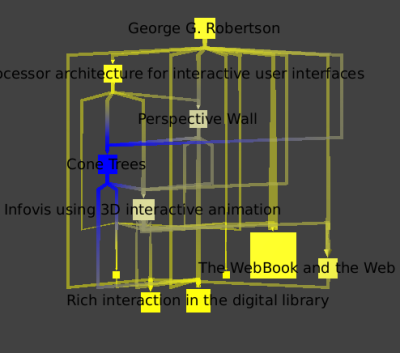 George G. Robertson
ocessor architecture for interactive user interfaces
Perspective Wall
Cone Trees
Infovis using 3D interactive animation
The WebBook and the Web
Rich interaction in the digital library